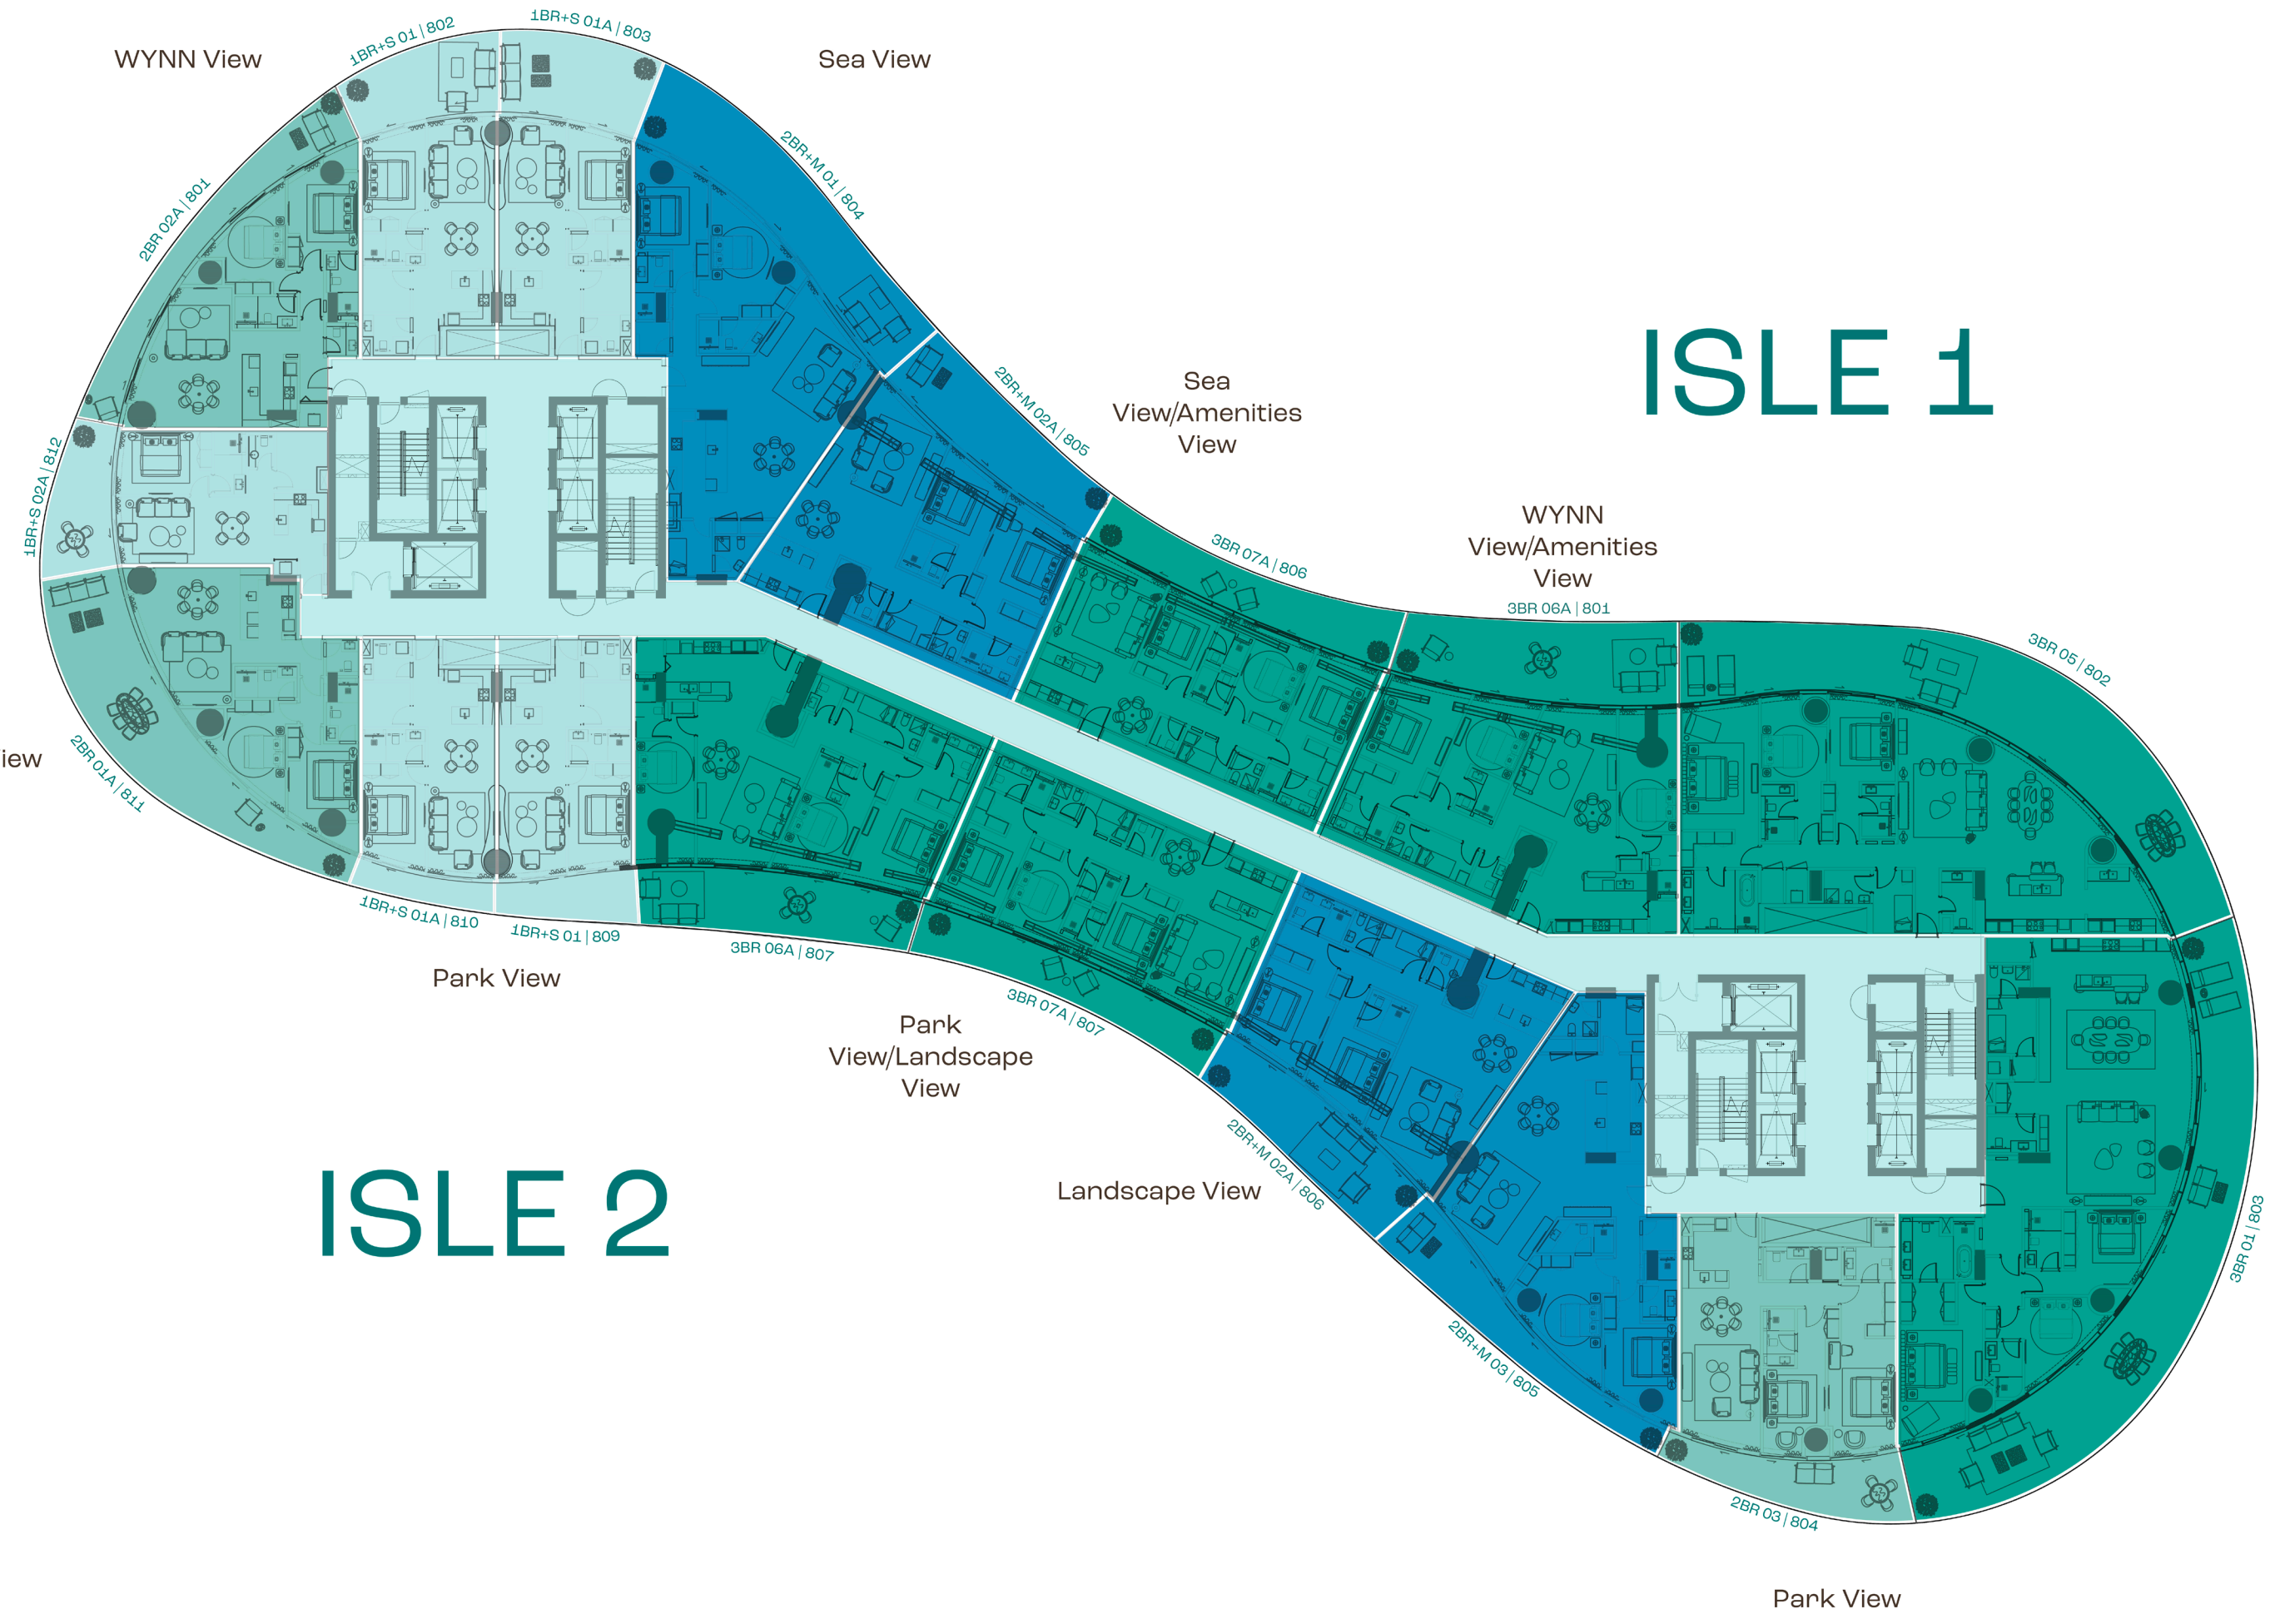 1BR+S 01 | 802
1BR+S 01A | 803
WYNN View
Sea View
2BR+M 01 | 804
2BR 02A | 801
ISLE 1
Sea
View/Amenities
View
2BR+M 02A | 805
1BR+S 02A | 812
WYNN
View/Amenities
View
3BR 07A | 806
3BR 06A | 801
3BR 05 | 802
iew
2BR 01A | 811
1BR+S 01A | 810
1BR+S 01 | 809
3BR 06A | 807
Park View
3BR 07A | 807
Park
View/Landscape
View
ISLE 2
2BR+M 02A | 806
Landscape View
3BR 01 | 803
2BR+M 03 | 805
2BR 03 | 804
Park View